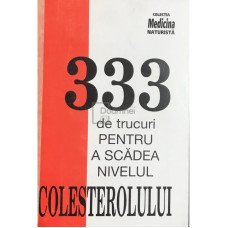 COLECȚIA
Medicina
NATURISTĂ
333
de trucuri
PENTRU
A SCĂDEA
NIVELUL
COLESTEROLULUI